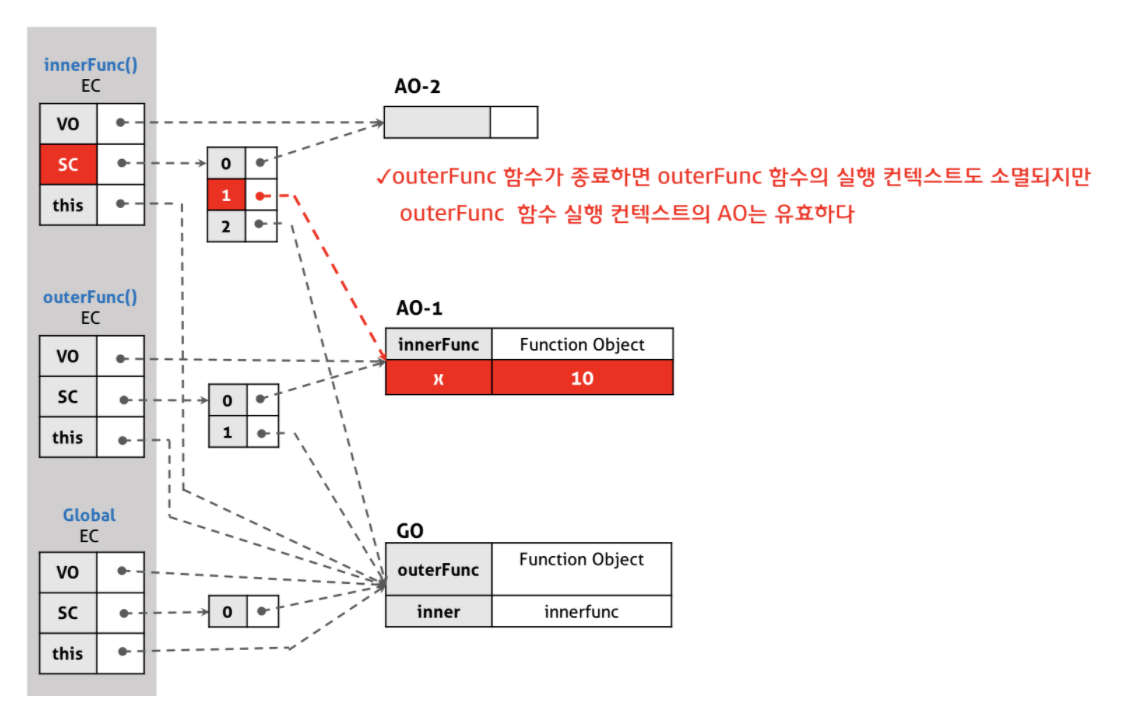 innerFunc()
EC
VO
SC
this
0
1
2
AO-2
✓outerFunc 함수가 종료하면 outerFunc 함수의 실행 컨텍스트도 소멸되지만
outerFunc 함수 실행 컨텍스트의 AO는 유효하다
outerFunc()
EC
VO
SC
this
0
1
AO-1
innerFunc Function Object
x 10
Global
EC
VO
SC
this
0
GO
outerFunc Function Object
inner innerfunc